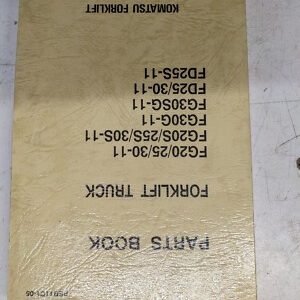 PARTS BOOK
FORKLIFT TRUCK
FG20/25/30-11
FG20S/25S/30S-11
FG30G-11
FG30SG-11
FD25/30-11
FD25S-11
KOMATSU FORKLIFT